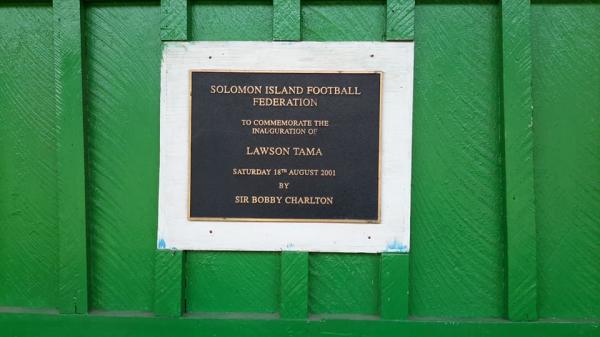 SOLOMON ISLAND FOOTBALL
FEDERATION
TO COMMEMORATE THE
INAUGURATION OF
LAWSON TAMA
SATURDAY 18TH AUGUST 2001
BY
SIR BOBBY CHARLTON